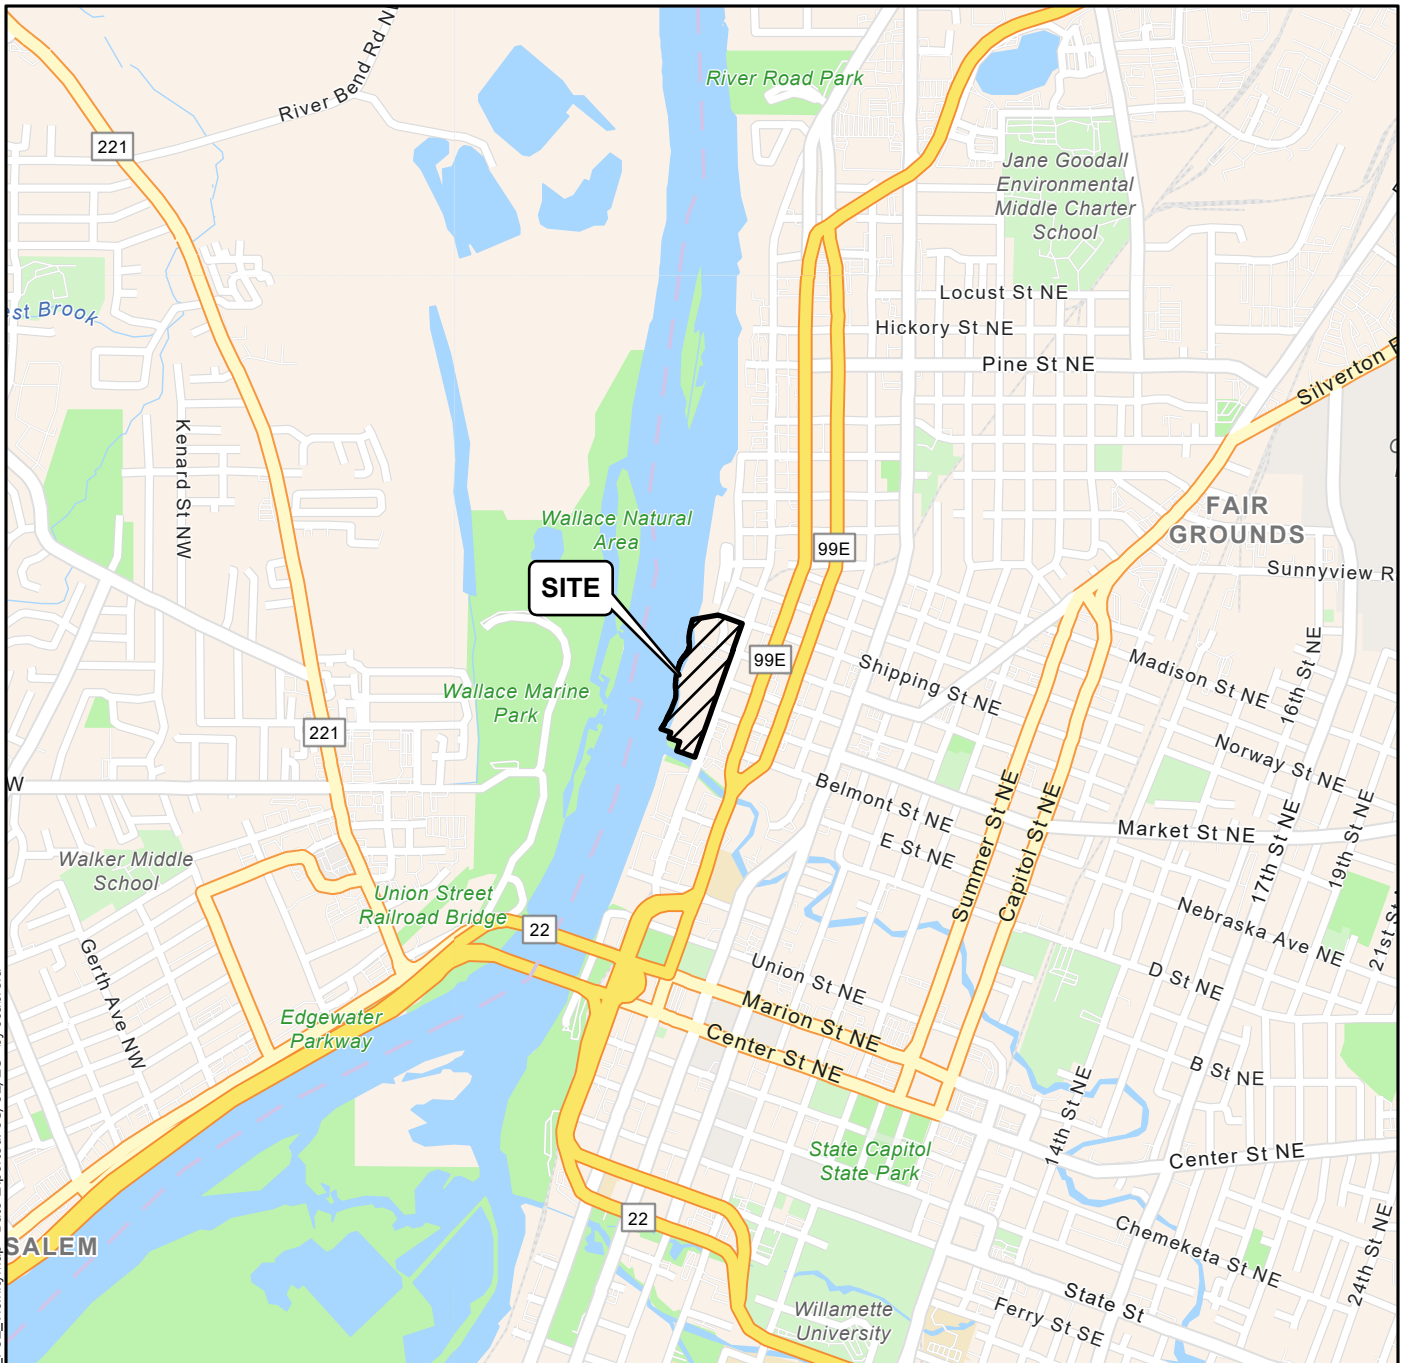 River Road Park
River Bend Rd N
221
Jane Goodall
Environmental
Middle Charter
School
Locust St NE
est Brook
Hickory St NE
Pine St NE
Silverton
Kenard St NW
FAIR
GROUNDS
Wallace Natural
Area
99E
SITE
Sunnyview R
99E
Shipping St NE
Madison St NE
16th St NE
Wallace Marine
Park
221
Norway St NE
W
Belmont St NE
Summer St NE
Capitol St NE
Market St NE
E St NE
17th St NE
19th St NE
Walker Middle
School
Union Street
Railroad Bridge
22
Nebraska Ave NE
21st St
Gerth Ave NW
Union St NE
D St NE
Edgewater
Parkway
Marion St NE
Center St NE
B St NE
14th St NE
State Capitol
State Park
Center St NE
22
SALEM
Chemeketa St NE
24th St NE
State St
Willamette
University
Ferry St SE